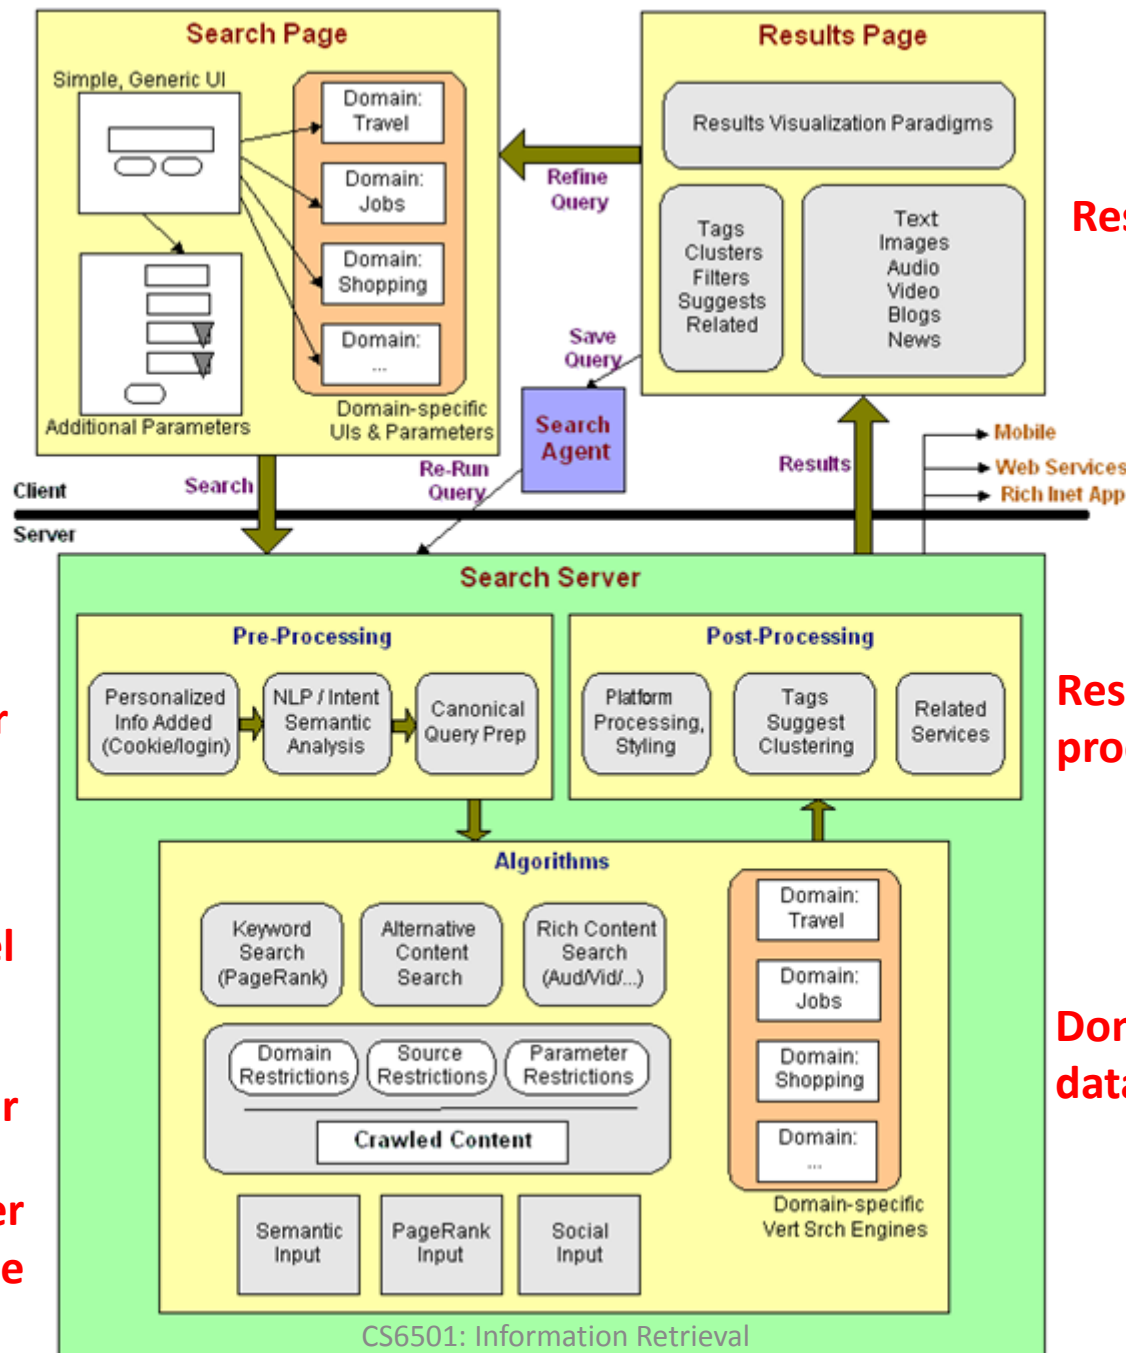 Search Page
Simple, Generic UI
Domain:
Travel
Domain:
Jobs
Domain:
Shopping
Domain:
...
Additional Parameters
Domain-specific
UIs & Parameters
Results Page
Results Visualization Paradigms
Tags
Clusters
Filters
Suggests
Related
Text
Images
Audio
Video
Blogs
News
Refine
Query
Save
Query
Search
Agent
Re-Run
Query
Search
Results
Mobile
Web Services
Rich Inet App
Client
Server
Search Server
Pre-Processing
Personalized
Info Added
(Cookie/login)
NLP / Intent
Semantic
Analysis
Canonical
Query Prep
Post-Processing
Platform
Processing,
Styling
Tags
Suggest
Clustering
Related
Services
Algorithms
Keyword
Search
(PageRank)
Alternative
Content
Search
Rich Content
Search
(Aud/Vid/...)
Domain
Restrictions
Source
Restrictions
Parameter
Restrictions
Crawled Content
Semantic
Input
PageRank
Input
Social
Input
Domain:
Travel
Domain:
Jobs
Domain:
Shopping
Domain:
...
Domain-specific
Vert Srch Engines
CS6501: Information Retrieval
Res
r
Res
proc
el
r
er
e
data